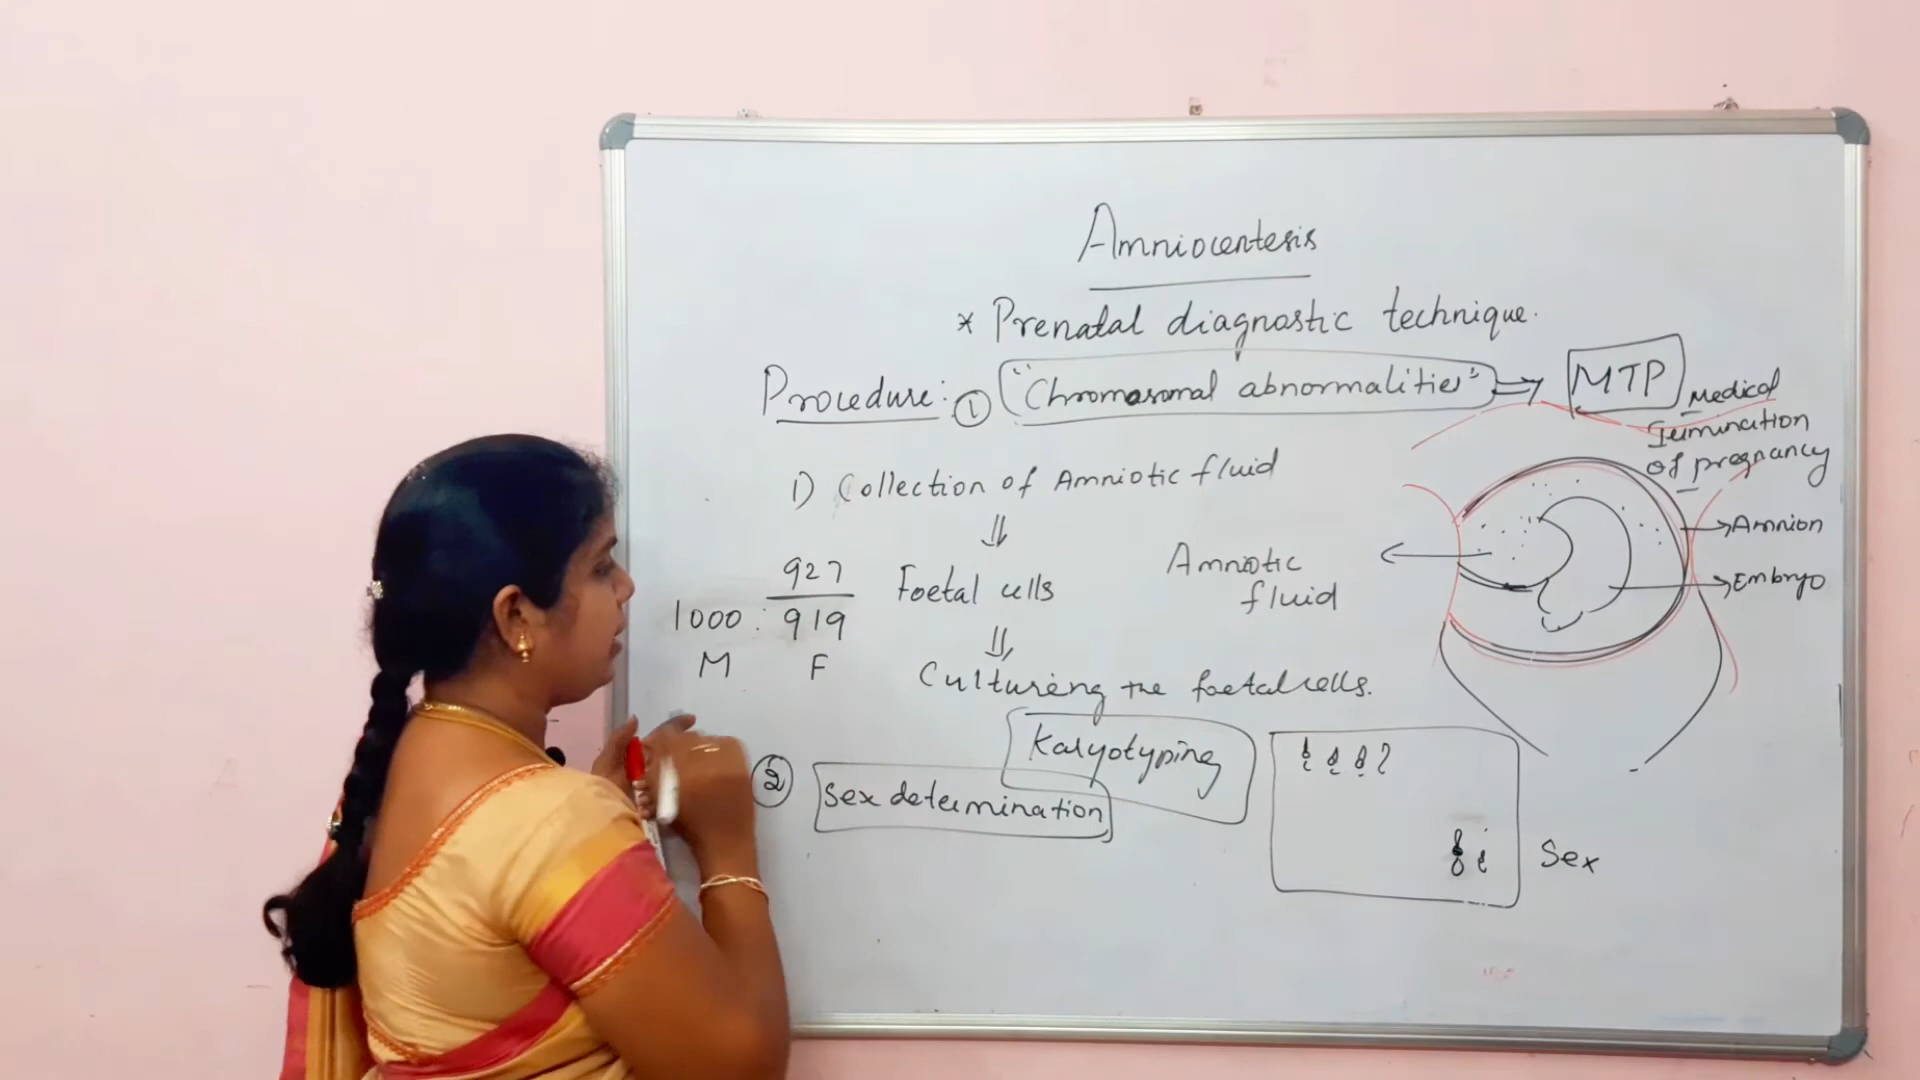 Amniocentesis
* Prenatal diagnostic technique.
Procedure: ① "Chromosomal abnormalities" ⇒ MTP
Medical
Termination
of pregnancy
1) Collection of Amniotic fluid
⇓
Foetal cells
⇓
Culturing the foetal cells.
Karyotyping
927
1000 : 919
M F
② Sex determination
Amniotic
fluid
Amnion
Embryo
Sex